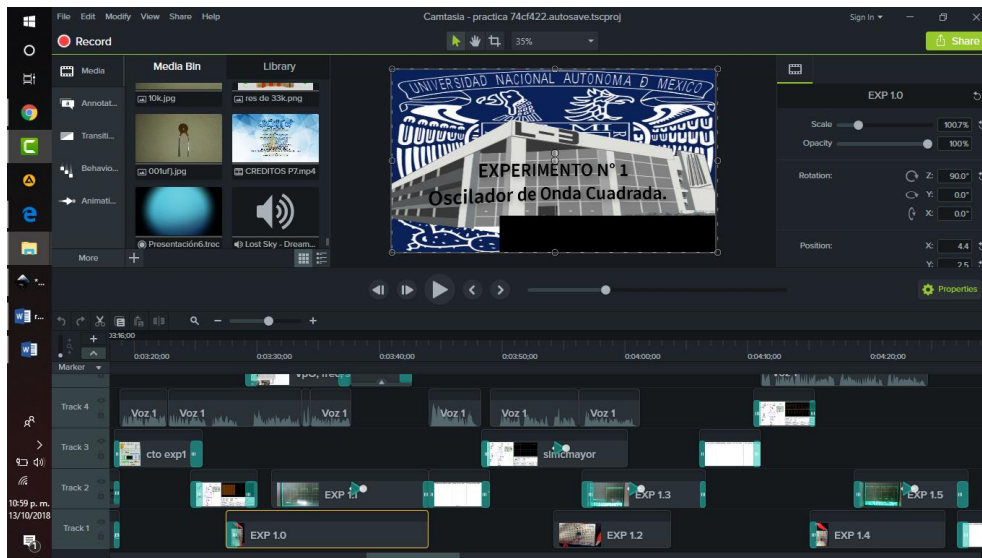 File Edit Modify View Share Help
Camtasia - practica 74cf422.autosave.tscproj
Sign In
Record
35%
Share
Media
Annotat...
Transiti...
Behavio...
Animati...
More
Media Bin
Library
10k.jpg
res de 33k.png
001ufj.jpg
CREDITOS P7.mp4
Presentación6.trec
Lost Sky - Dream...
UNIVERSIDAD NACIONAL AUTONOMA D MEXICO
L-3
EXPERIMENTO N° 1
Oscilador de Onda Cuadrada.
EXP 1.0
Scale
100.7%
Opacity
100%
Rotation:
Z: 90.0°
Y: 0.0°
X: 0.0°
Position:
X: 4.4
Y: 2.5
Properties
03:16;00
0:03:20;00
0:03:30;00
0:03:40;00
0:03:50;00
0:04:00;00
0:04:10;00
0:04:20;00
Marker
Track 4
Voz 1
Voz 1
Voz 1
Voz 1
Voz 1
Voz 1
Track 3
cto exp1
simcmayor
Track 2
EXP 1.1
EXP 1.3
EXP 1.5
Track 1
EXP 1.0
EXP 1.2
EXP 1.4
10:59 p. m.
13/10/2018